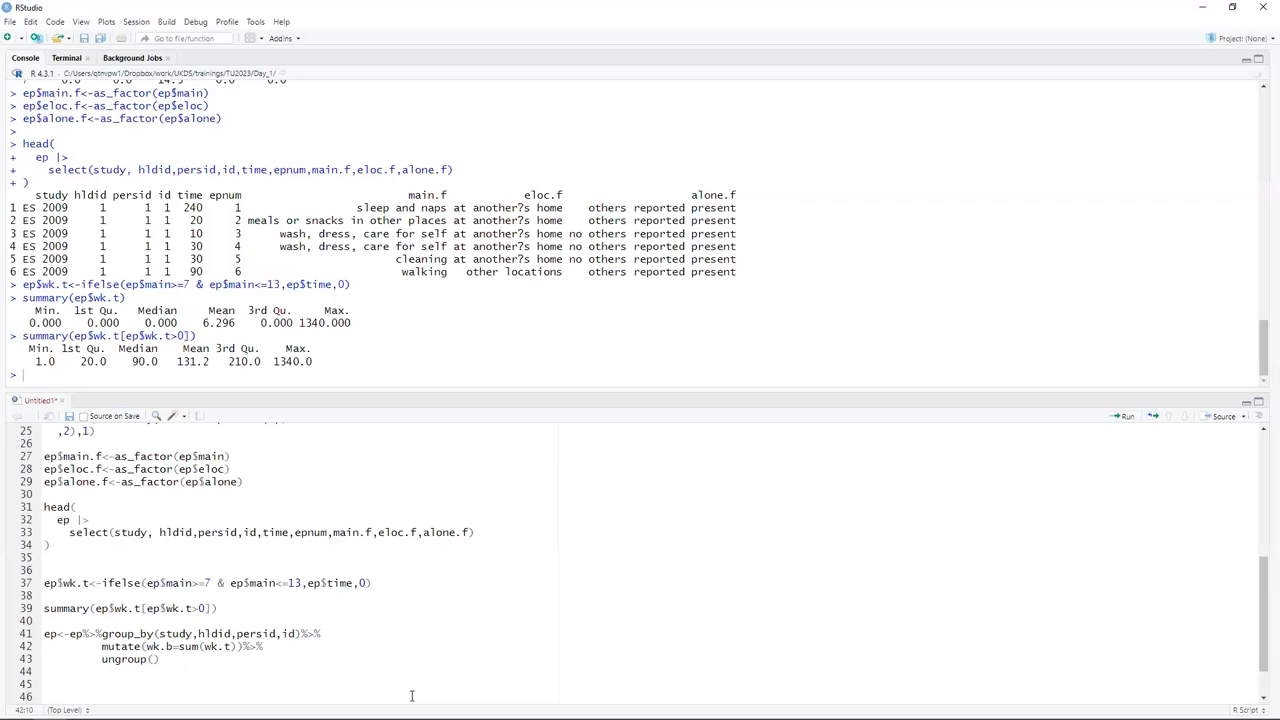 RStudio
File Edit Code View Plots Session Build Debug Profile Tools Help
Go to file/function Addins Project: (None)
Console Terminal Background Jobs
R 4.3.1 · C:/Users/qtnvpw1/Dropbox/work/UKDS/trainings/TU2023/Day_1/
> ep$main.f<-as_factor(ep$main)
> ep$eloc.f<-as_factor(ep$eloc)
> ep$alone.f<-as_factor(ep$alone)
>
> head(
+   ep |>
+     select(study, hldid,persid,id,time,epnum,main.f,eloc.f,alone.f)
+ )
study hldid persid id time epnum main.f eloc.f alone.f
1 ES 2009 1 1 1 240 1 sleep and naps at another?s home others reported present
2 ES 2009 1 1 1 20 2 meals or snacks in other places at another?s home others reported present
3 ES 2009 1 1 1 10 3 wash, dress, care for self at another?s home no others reported present
4 ES 2009 1 1 1 30 4 wash, dress, care for self at another?s home no others reported present
5 ES 2009 1 1 1 30 5 cleaning at another?s home no others reported present
6 ES 2009 1 1 1 90 6 walking other locations others reported present
> ep$wk.t<-ifelse(ep$main>=7 & ep$main<=13,ep$time,0)
> summary(ep$wk.t)
Min. 1st Qu. Median Mean 3rd Qu. Max.
0.000 0.000 0.000 6.296 0.000 1340.000
> summary(ep$wk.t[ep$wk.t>0])
Min. 1st Qu. Median Mean 3rd Qu. Max.
1.0 20.0 90.0 131.2 210.0 1340.0
>
Untitled1*
Source on Save Run Source
25 ,2),1)
26
27 ep$main.f<-as_factor(ep$main)
28 ep$eloc.f<-as_factor(ep$eloc)
29 ep$alone.f<-as_factor(ep$alone)
30
31 head(
32   ep |>
33     select(study, hldid,persid,id,time,epnum,main.f,eloc.f,alone.f)
34 )
35
36
37 ep$wk.t<-ifelse(ep$main>=7 & ep$main<=13,ep$time,0)
38
39 summary(ep$wk.t[ep$wk.t>0])
40
41 ep<-ep%>%group_by(study,hldid,persid,id)%>%
42         mutate(wk.b=sum(wk.t))%>%
43         ungroup()
44
45
46
42:10 (Top Level) R Script